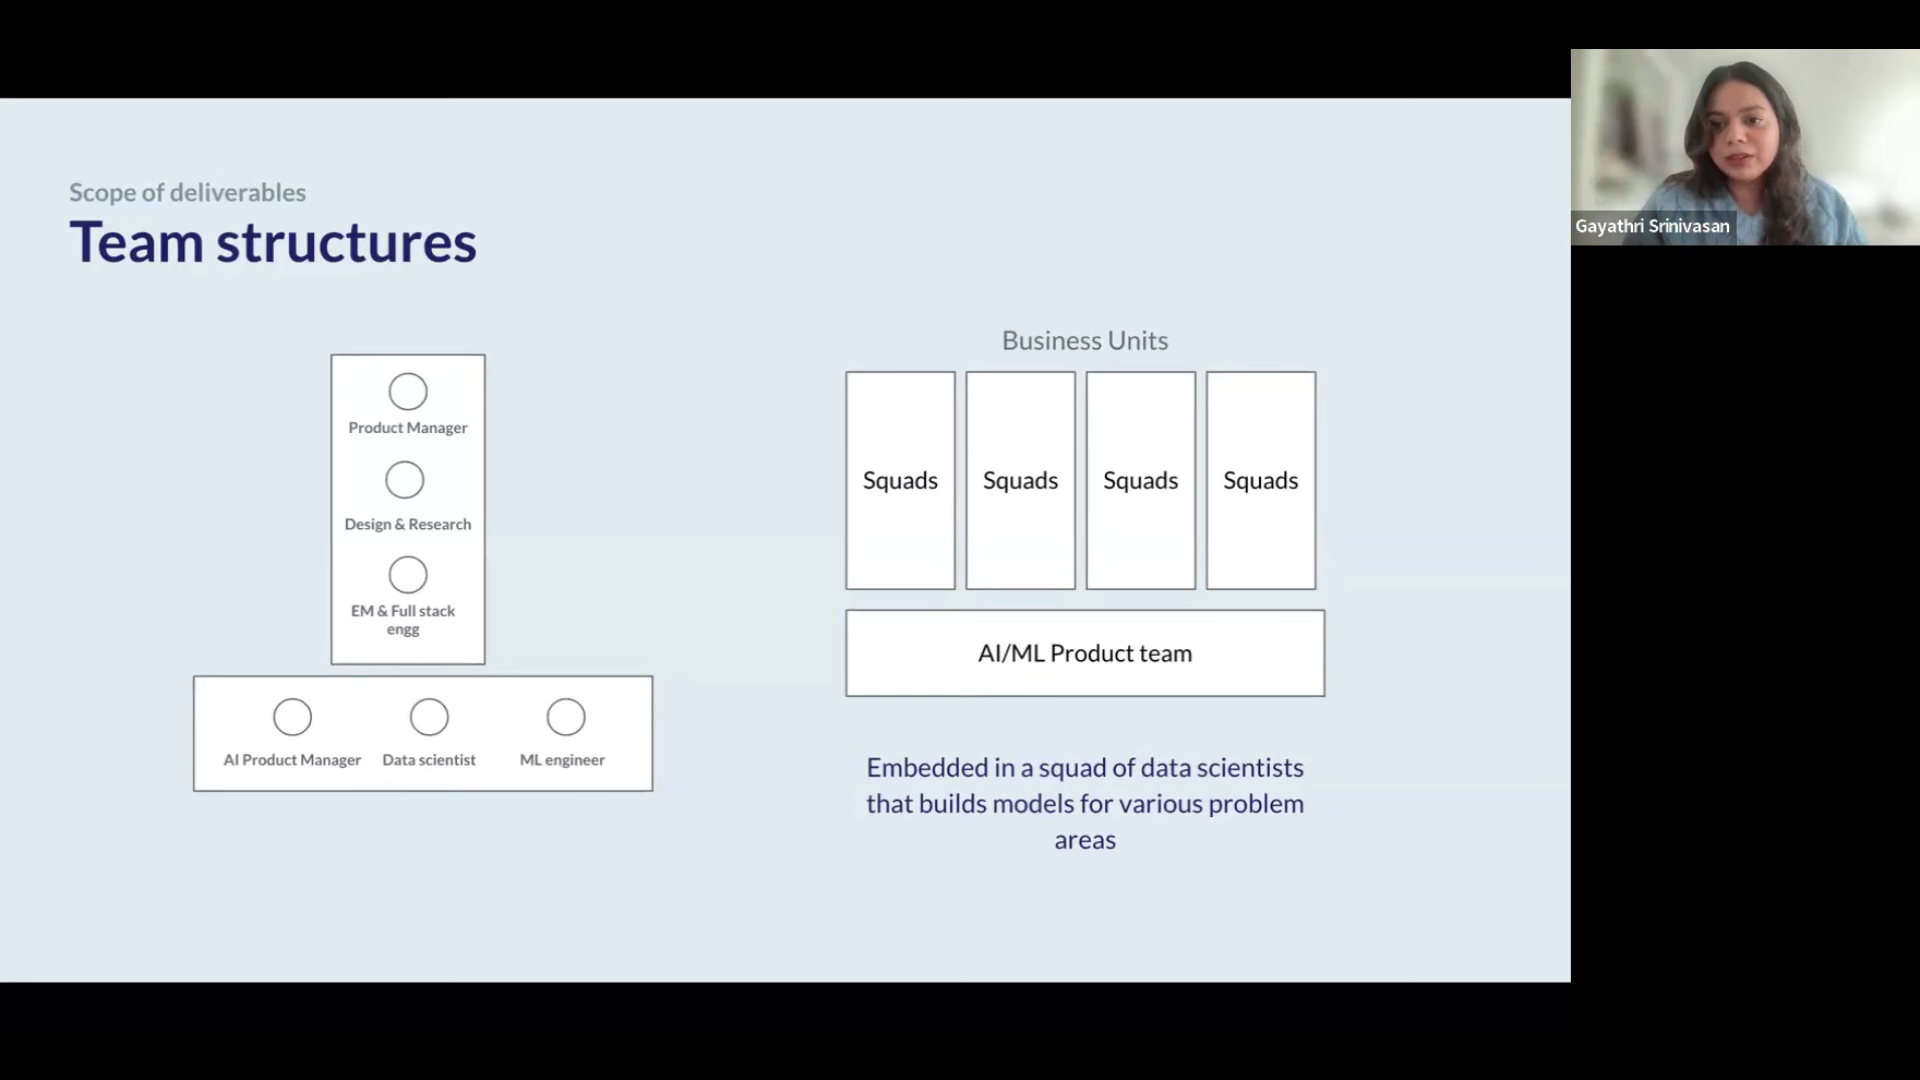 Scope of deliverables
Team structures
Product Manager
Design & Research
EM & Full stack
engg
AI Product Manager
Data scientist
ML engineer
Business Units
Squads
Squads
Squads
Squads
AI/ML Product team
Embedded in a squad of data scientists
that builds models for various problem
areas
Gayathri Srinivasan